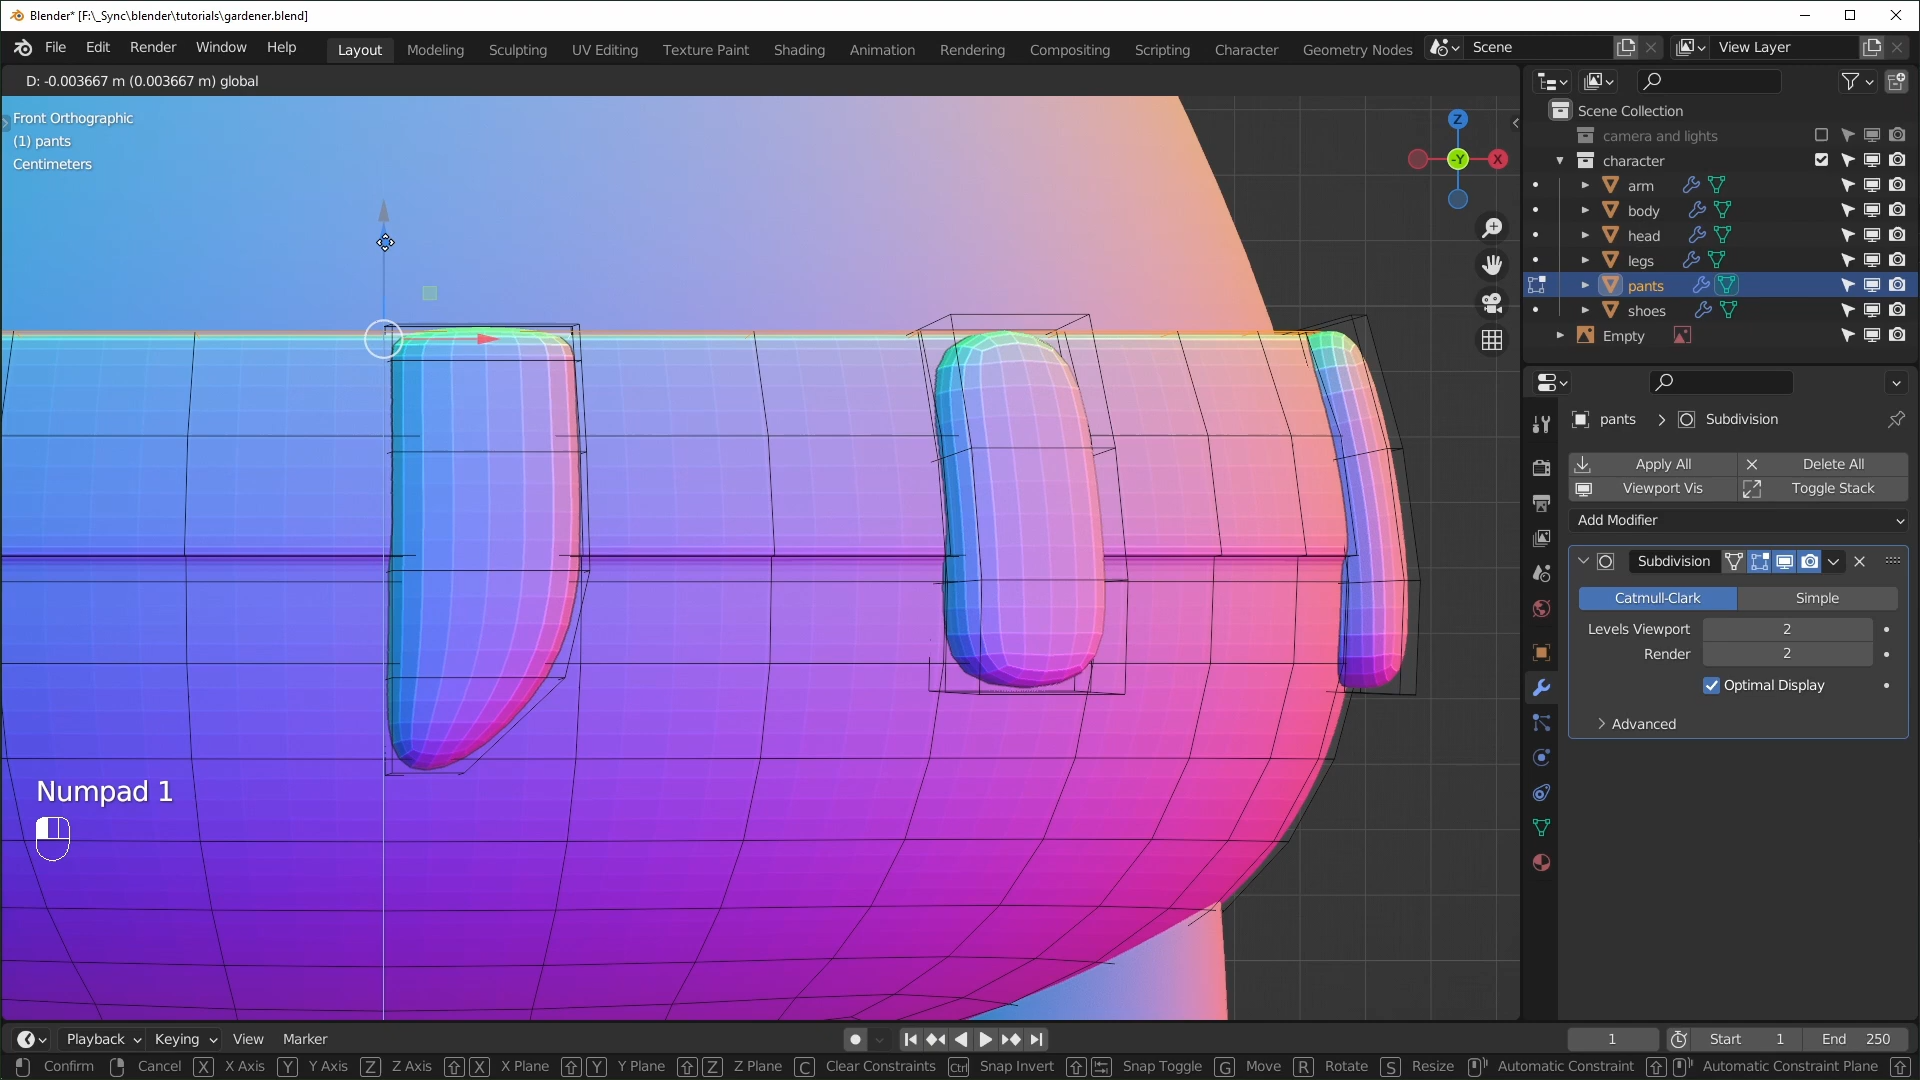 Blender* [F:\_Sync\blender\tutorials\gardener.blend]
File Edit Render Window Help Layout Modeling Sculpting UV Editing Texture Paint Shading Animation Rendering Compositing Scripting Character Geometry Nodes Scene View Layer
D: -0.003667 m (0.003667 m) global
Front Orthographic
(1) pants
Centimeters
Z
-Y
X
Numpad 1
Scene Collection
camera and lights
character
arm
body
head
legs
pants
shoes
Empty
pants > Subdivision
Apply All Delete All
Viewport Vis Toggle Stack
Add Modifier
Subdivision
Catmull-Clark Simple
Levels Viewport 2
Render 2
Optimal Display
Advanced
Playback Keying View Marker 1 Start 1 End 250
Confirm Cancel X X Axis Y Y Axis Z Z Axis X X Plane Y Y Plane Z Z Plane C Clear Constraints Ctrl Snap Invert Snap Toggle G Move R Rotate S Resize Automatic Constraint Automatic Constraint Plane